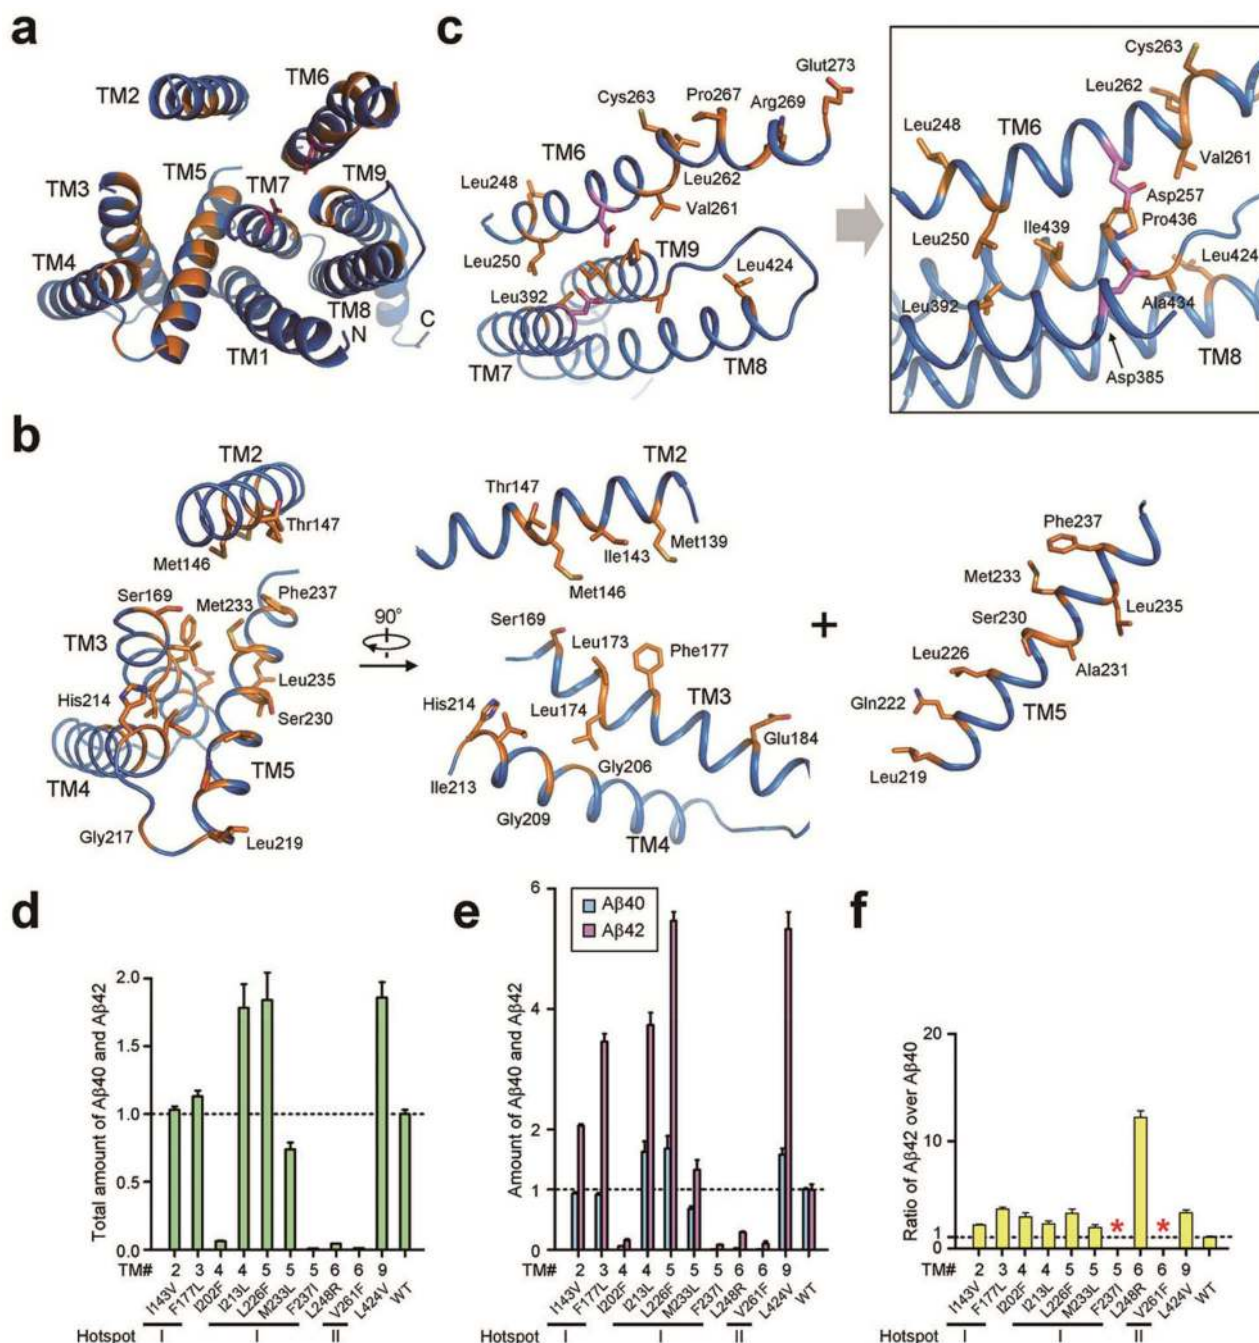 a
TM2
TM6
TM3
TM5
TM7
TM9
TM4
TM8
TM1
N
C
c
Glut273
Cys263
Pro267
Arg269
TM6
Leu248
Leu262
Val261
Leu250
TM9
Leu392
Leu424
TM7
TM8
Cys263
Leu262
Leu248
TM6
Val261
Asp257
Pro436
Leu250
Ile439
Leu424
Leu392
Ala434
TM8
Asp385
b
TM2
Thr147
Met146
Ser169
Met233
Phe237
TM3
Leu235
His214
Ser230
TM5
TM4
Gly217
Leu219
90°
TM2
Thr147
Ile143
Met139
Met146
Ser169
Leu173
Phe177
TM3
His214
Leu174
Glu184
Gly206
Ile213
Gly209
TM4
+
Phe237
Met233
Leu235
Ser230
Leu226
Ala231
Gln222
TM5
Leu219
d
Total amount of Aβ40 and Aβ42
2.0
1.5
1.0
0.5
0.0
TM# 2 3 4 4 5 5 5 6 6 9
I143V F177L I202F I213L L226F M233L F237I L248R V261F L424V WT
Hotspot I I II
e
Amount of Aβ40 and Aβ42
Aβ40
Aβ42
6
4
2
1
0
TM# 2 3 4 4 5 5 5 6 6 9
I143V F177L I202F I213L L226F M233L F237I L248R V261F L424V WT
Hotspot I I II
f
Ratio of Aβ42 over Aβ40
20
10
1
0
* *
TM# 2 3 4 4 5 5 5 6 6 9
I143V F177L I202F I213L L226F M233L F237I L248R V261F L424V WT
Hotspot I I II